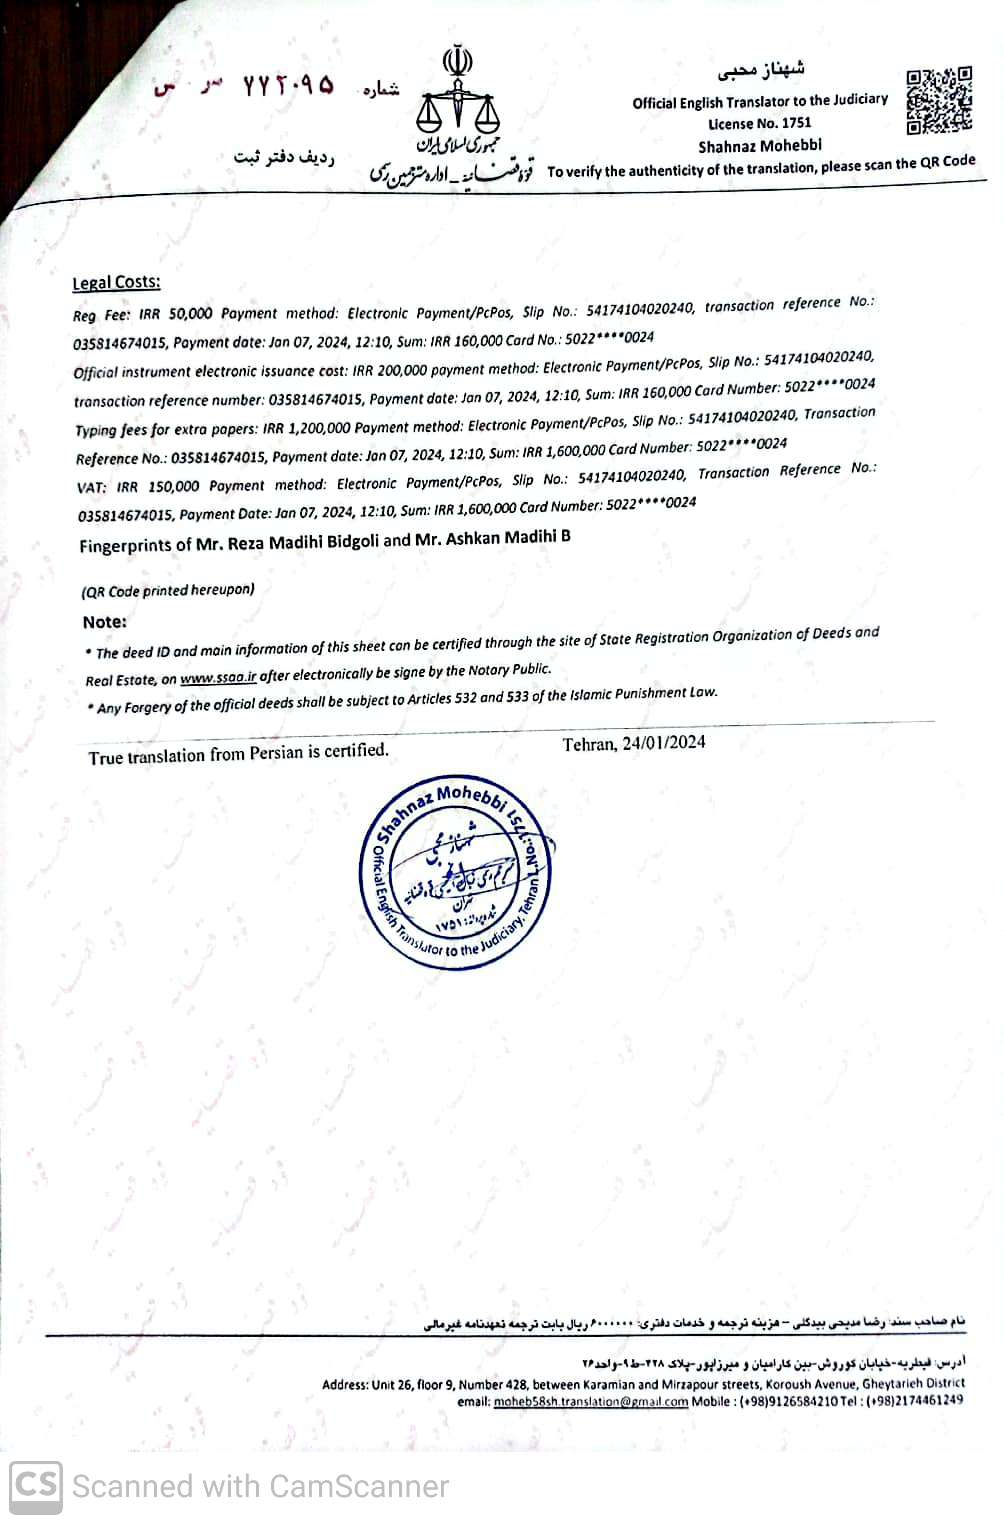 شماره ۷۷۲۰۹۵ س س
ردیف دفتر ثبت
جمهوری اسلامی ایران
قوه قضائیه - اداره مترجمین رسمی
شهناز محبی
Official English Translator to the Judiciary
License No. 1751
Shahnaz Mohebbi
To verify the authenticity of the translation, please scan the QR Code
Legal Costs:
Reg Fee: IRR 50,000 Payment method: Electronic Payment/PcPos, Slip No.: 54174104020240, transaction reference No.:
035814674015, Payment date: Jan 07, 2024, 12:10, Sum: IRR 160,000 Card No.: 5022****0024
Official instrument electronic issuance cost: IRR 200,000 payment method: Electronic Payment/PcPos, Slip No.: 54174104020240,
transaction reference number: 035814674015, Payment date: Jan 07, 2024, 12:10, Sum: IRR 160,000 Card Number: 5022****0024
Typing fees for extra papers: IRR 1,200,000 Payment method: Electronic Payment/PcPos, Slip No.: 54174104020240, Transaction
Reference No.: 035814674015, Payment date: Jan 07, 2024, 12:10, Sum: IRR 1,600,000 Card Number: 5022****0024
VAT: IRR 150,000 Payment method: Electronic Payment/PcPos, Slip No.: 54174104020240, Transaction Reference No.:
035814674015, Payment Date: Jan 07, 2024, 12:10, Sum: IRR 1,600,000 Card Number: 5022****0024
Fingerprints of Mr. Reza Madihi Bidgoli and Mr. Ashkan Madihi B
(QR Code printed hereupon)
Note:
* The deed ID and main information of this sheet can be certified through the site of State Registration Organization of Deeds and
Real Estate, on www.ssaa.ir after electronically be signe by the Notary Public.
* Any Forgery of the official deeds shall be subject to Articles 532 and 533 of the Islamic Punishment Law.
True translation from Persian is certified.
Tehran, 24/01/2024
Shahnaz Mohebbi L.No.:1751
Official English Translator to the Judiciary, Tehran
شهناز محبی
تهران
شماره پروانه: ۱۷۵۱
نام صاحب سند: رضا مدیحی بیدگلی - هزینه ترجمه و خدمات دفتری: ۶۰۰۰۰۰۰ ریال بابت ترجمه تعهدنامه غیرمالی
آدرس: قیطریه-خیابان کوروش-بین کارامیان و میرزاپور-پلاک ۴۲۸-ط ۹-واحد ۲۶
Address: Unit 26, floor 9, Number 428, between Karamian and Mirzapour streets, Koroush Avenue, Gheytarieh District
email: moheb58sh.translation@gmail.com Mobile : (+98)9126584210 Tel : (+98)2174461249
CS Scanned with CamScanner